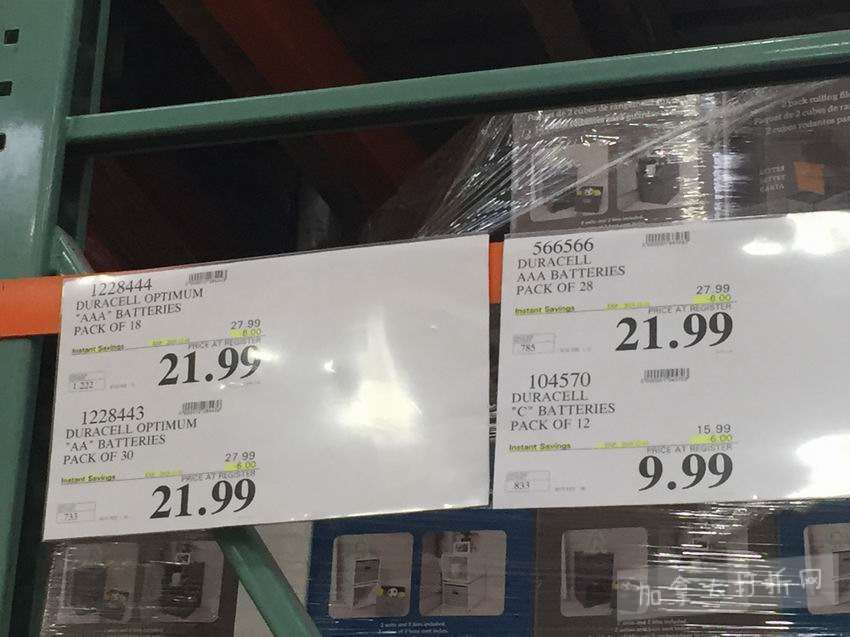 1228444
DURACELL OPTIMUM
"AAA" BATTERIES
PACK OF 18
27.99
-6.00
Instant Savings
PRICE AT REGISTER
21.99
1.222
1228443
DURACELL OPTIMUM
"AA" BATTERIES
PACK OF 30
27.99
-6.00
Instant Savings
PRICE AT REGISTER
21.99
.733
566566
DURACELL
AAA BATTERIES
PACK OF 28
27.99
-6.00
Instant Savings
PRICE AT REGISTER
21.99
.785
104570
DURACELL
"C" BATTERIES
PACK OF 12
15.99
-6.00
Instant Savings
PRICE AT REGISTER
9.99
.833
加拿大打折网